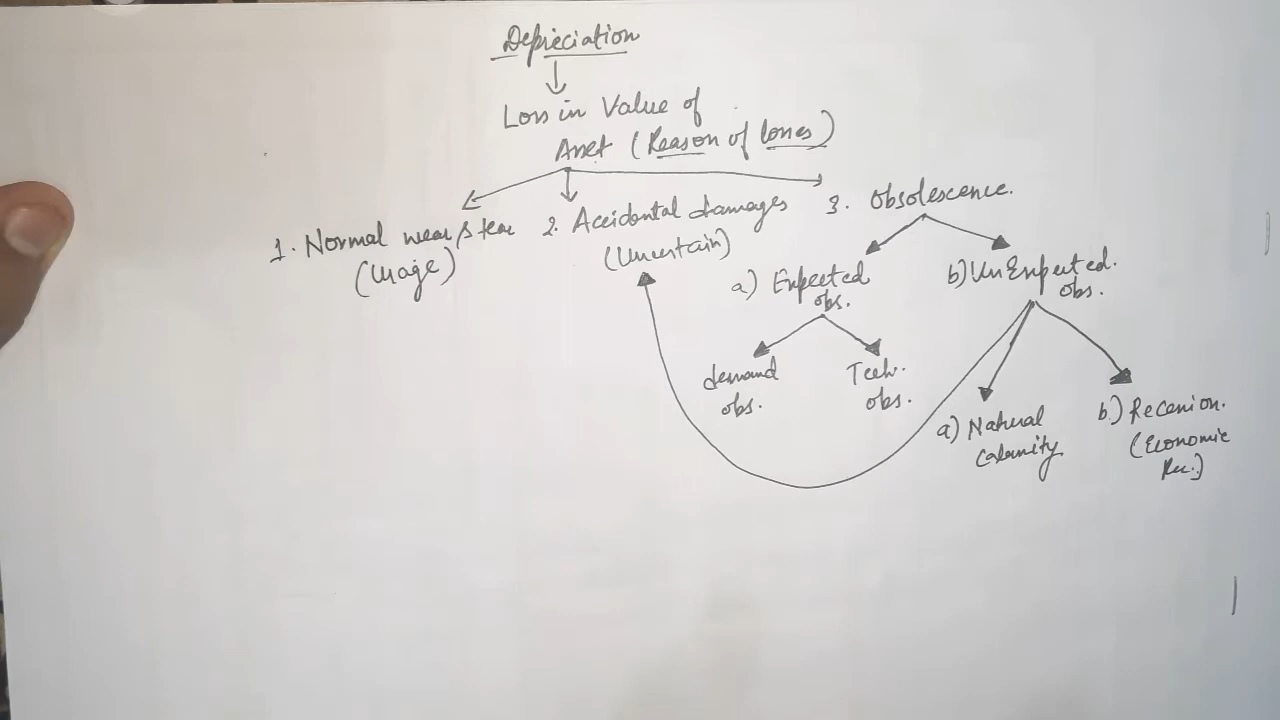 Depreciation
Loss in Value of
Asset (Reason of losses)
1. Normal wear & tear
(Usage)
2. Accidental damages
(Uncertain)
3. Obsolescence.
a) Expected
obs.
b) UnExpected.
obs.
demand
obs.
Tech.
obs.
a) Natural
Calamity
b.) Recession.
(Economic
Rec.)